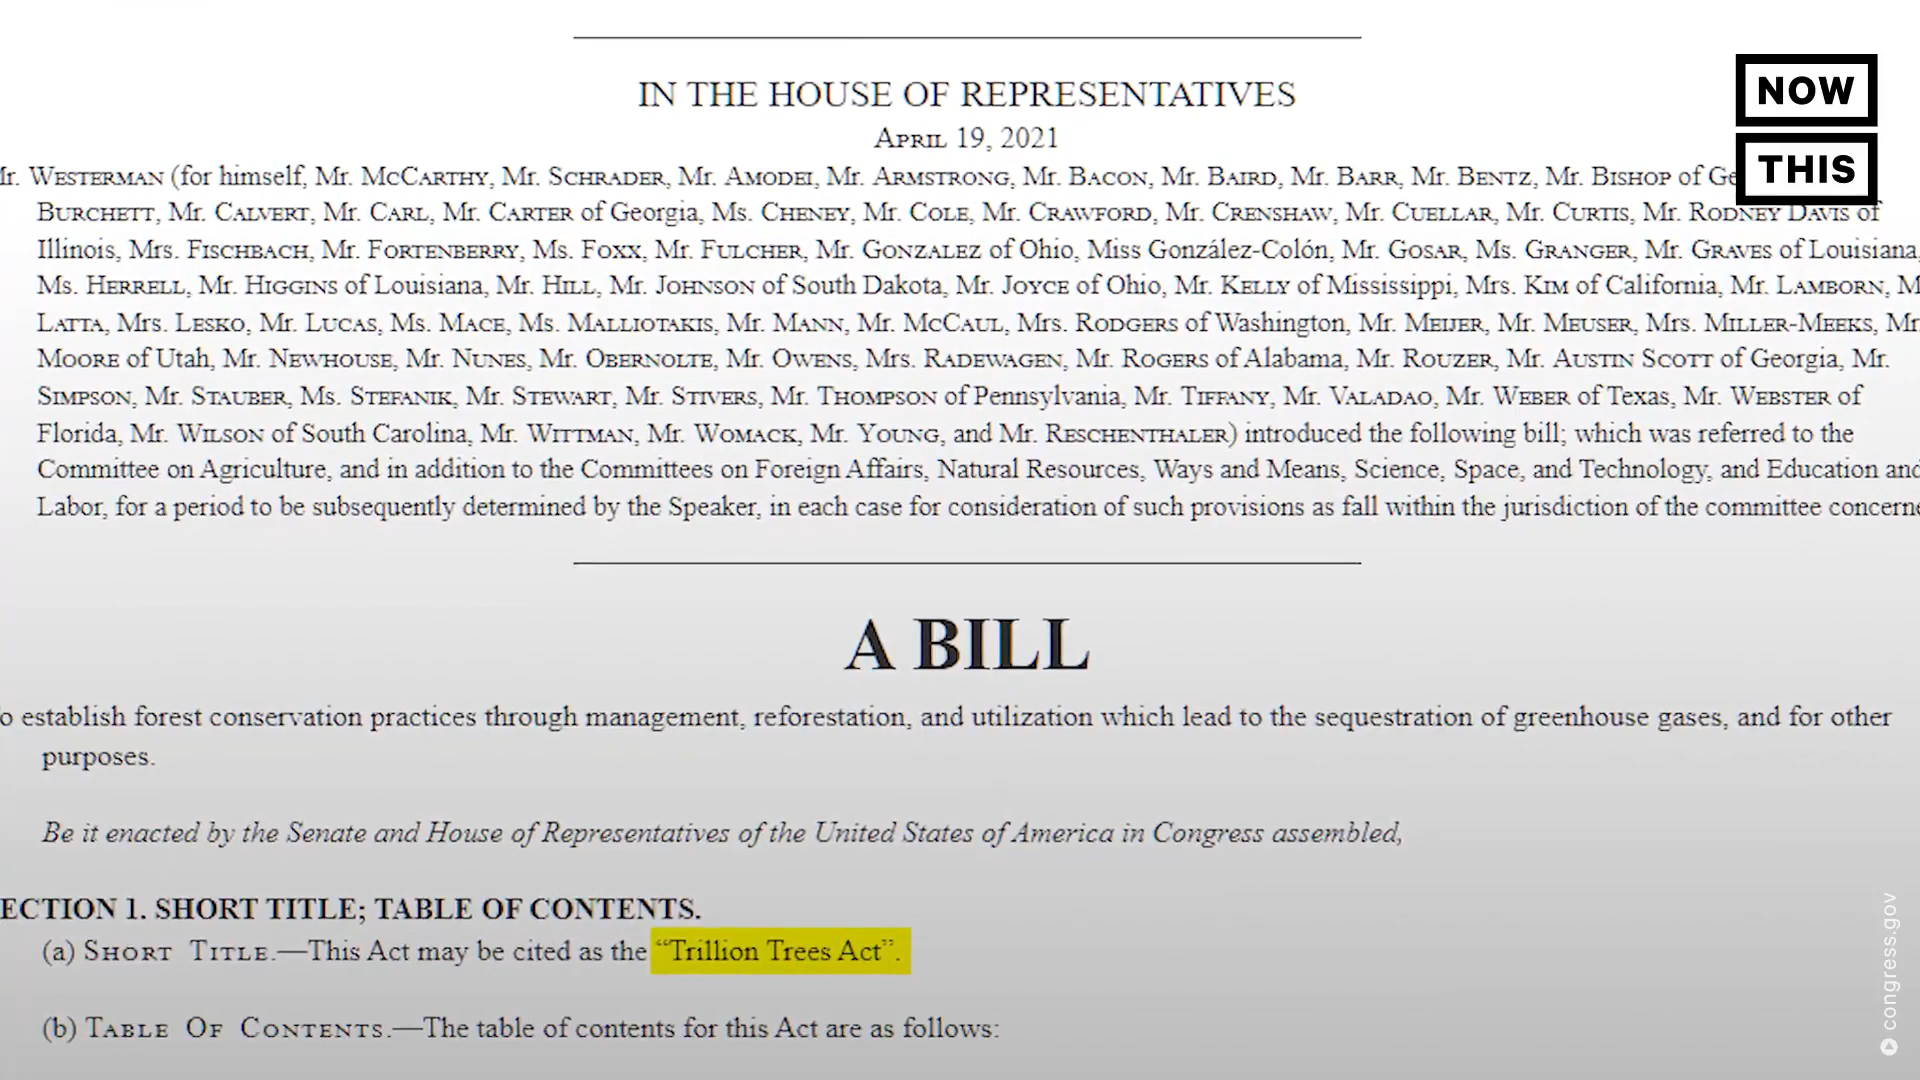 IN THE HOUSE OF REPRESENTATIVES
APRIL 19, 2021
Mr. WESTERMAN (for himself, Mr. MCCARTHY, Mr. SCHRADER, Mr. AMODEI, Mr. ARMSTRONG, Mr. BACON, Mr. BAIRD, Mr. BARR, Mr. BENTZ, Mr. BISHOP of
BURCHETT, Mr. CALVERT, Mr. CARL, Mr. CARTER of Georgia, Ms. CHENEY, Mr. COLE, Mr. CRAWFORD, Mr. CRENSHAW, Mr. CUELLAR, Mr. CURTIS, Mr. RODNEY DAVIS of
Illinois, Mrs. FISCHBACH, Mr. FORTENBERRY, Ms. FOXX, Mr. FULCHER, Mr. GONZALEZ of Ohio, Miss González-Colón, Mr. GOSAR, Ms. GRANGER, Mr. GRAVES of Louisiana,
Ms. HERRELL, Mr. HIGGINS of Louisiana, Mr. HILL, Mr. JOHNSON of South Dakota, Mr. JOYCE of Ohio, Mr. KELLY of Mississippi, Mrs. KIM of California, Mr. LAMBORN,
LATTA, Mrs. LESKO, Mr. LUCAS, Ms. MACE, Ms. MALLIOTAKIS, Mr. MANN, Mr. MCCAUL, Mrs. RODGERS of Washington, Mr. MEIJER, Mr. MEUSER, Mrs. MILLER-MEEKS, Mr
MOORE of Utah, Mr. NEWHOUSE, Mr. NUNES, Mr. OBERNOLTE, Mr. OWENS, Mrs. RADEWAGEN, Mr. ROGERS of Alabama, Mr. ROUZER, Mr. AUSTIN SCOTT of Georgia, Mr.
SIMPSON, Mr. STAUBER, Ms. STEFANIK, Mr. STEWART, Mr. STIVERS, Mr. THOMPSON of Pennsylvania, Mr. TIFFANY, Mr. VALADAO, Mr. WEBER of Texas, Mr. WEBSTER of
Florida, Mr. WILSON of South Carolina, Mr. WITTMAN, Mr. WOMACK, Mr. YOUNG, and Mr. RESCHENTHALER) introduced the following bill; which was referred to the
Committee on Agriculture, and in addition to the Committees on Foreign Affairs, Natural Resources, Ways and Means, Science, Space, and Technology, and Education and
Labor, for a period to be subsequently determined by the Speaker, in each case for consideration of such provisions as fall within the jurisdiction of the committee concerne
A BILL
o establish forest conservation practices through management, reforestation, and utilization which lead to the sequestration of greenhouse gases, and for other
purposes.
Be it enacted by the Senate and House of Representatives of the United States of America in Congress assembled,
ECTION 1. SHORT TITLE; TABLE OF CONTENTS.
(a) SHORT TITLE.—This Act may be cited as the “Trillion Trees Act”.
(b) TABLE OF CONTENTS.—The table of contents for this Act are as follows:
NOW
THIS
congress.gov